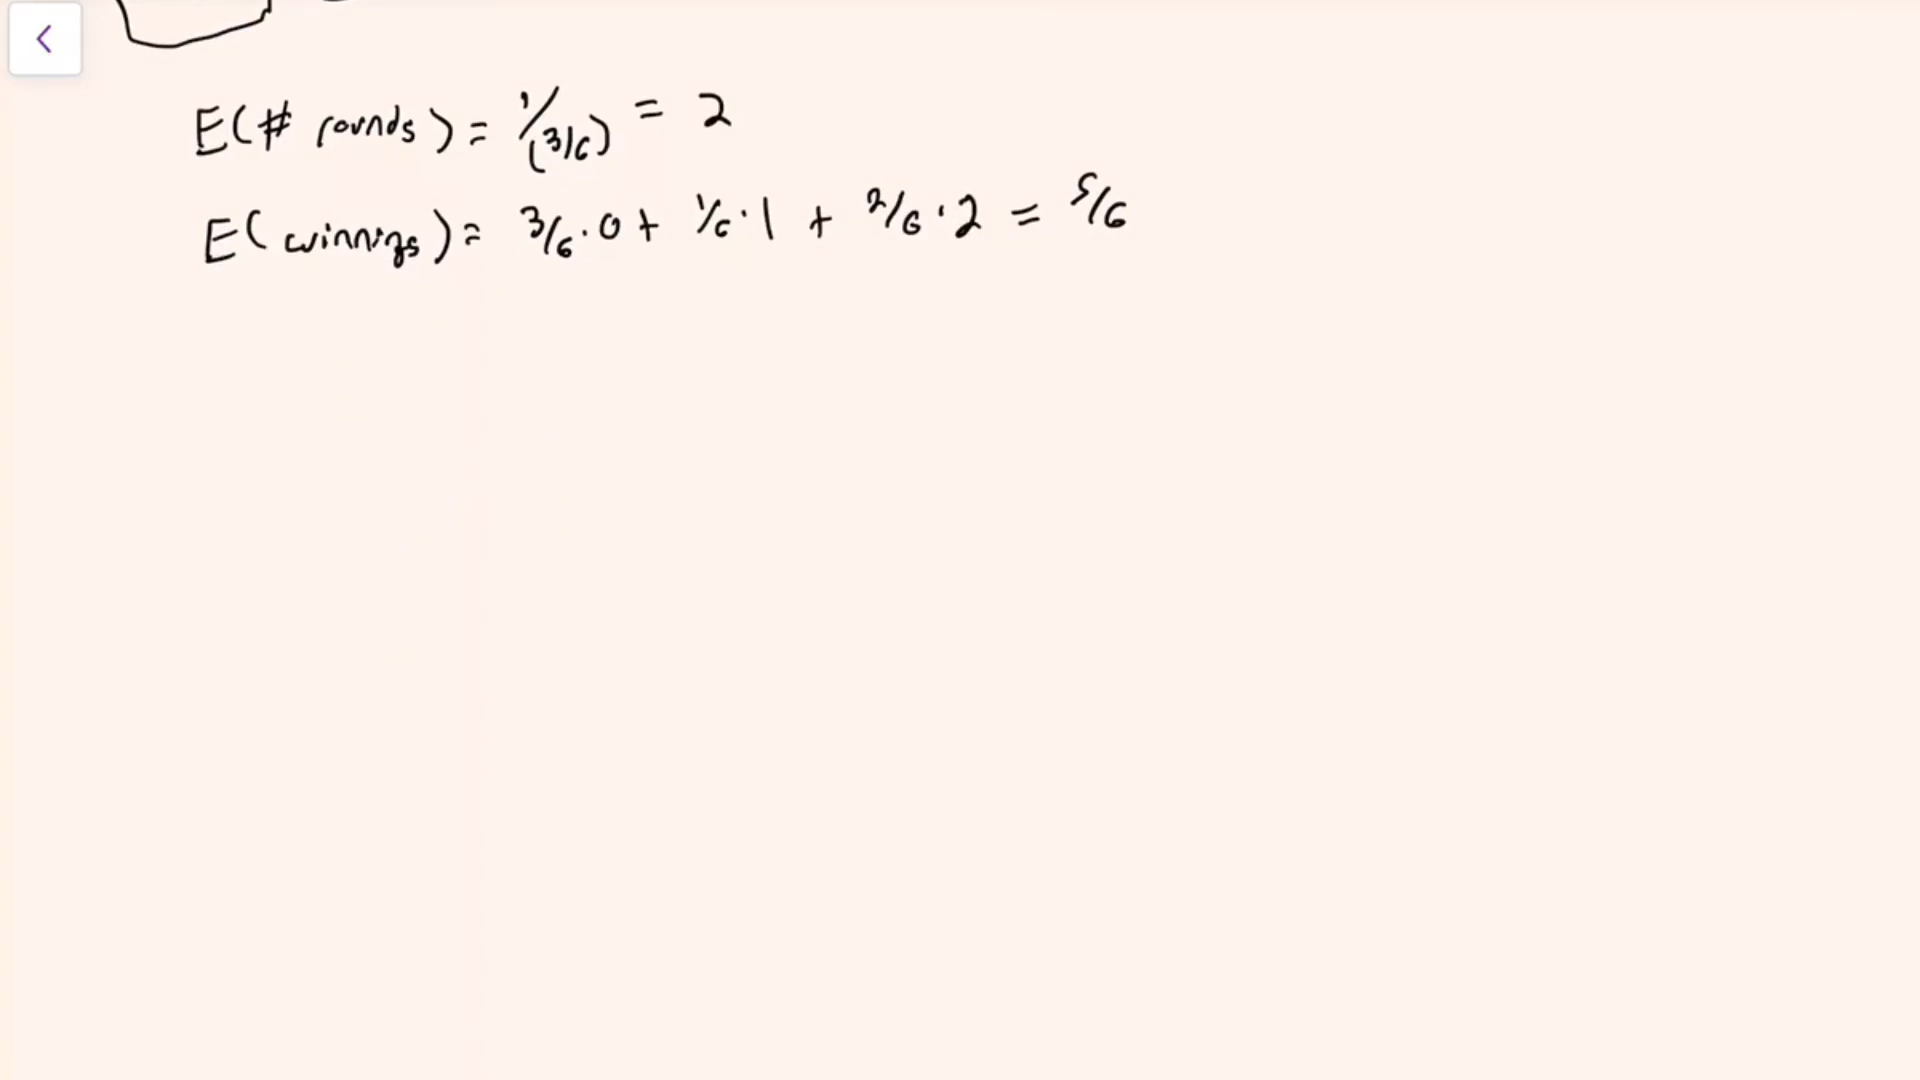 E(# rounds) = 1/(3/6) = 2
E(winnings) = 3/6 · 0 + 1/6 · 1 + 2/6 · 2 = 5/6